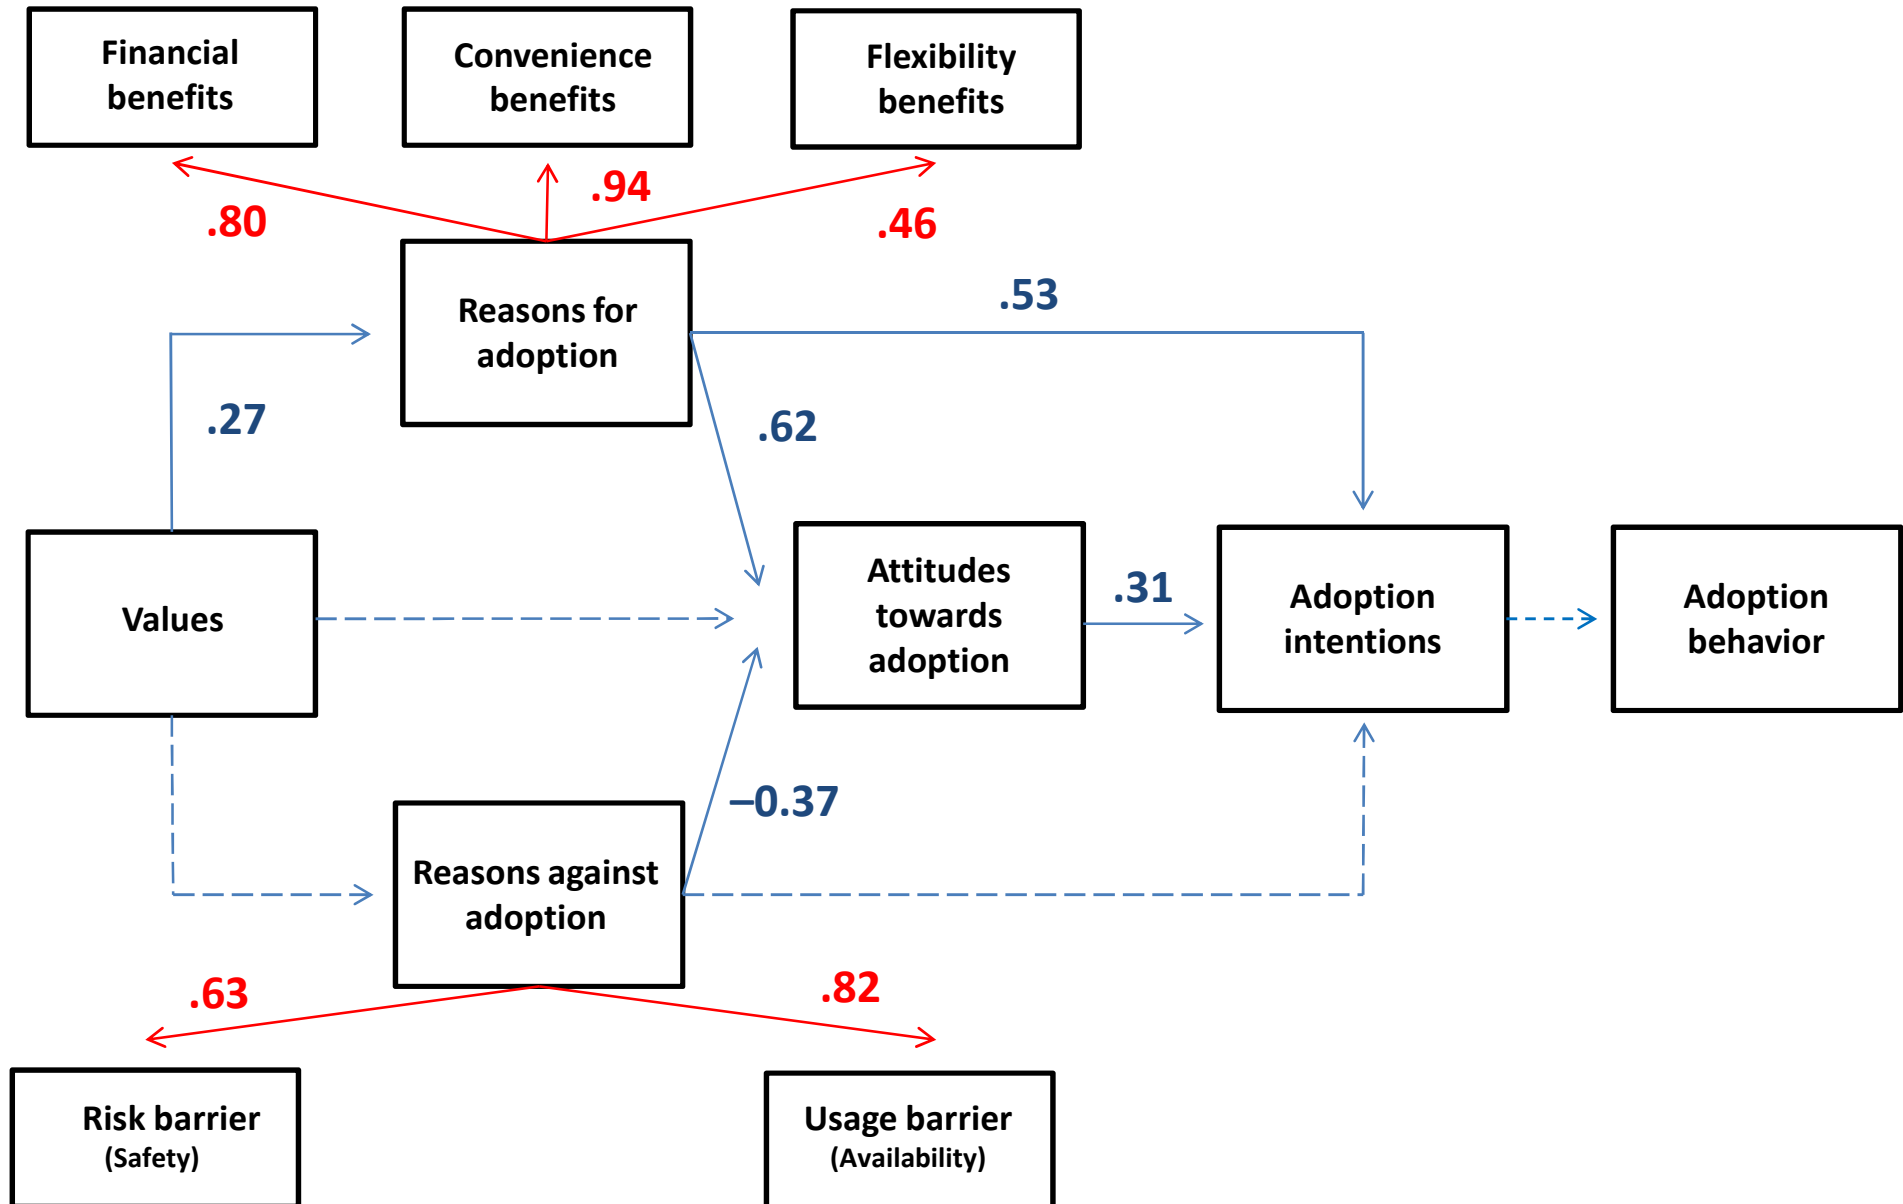 Financial
benefits
Convenience
benefits
Flexibility
benefits
.80
.94
.46
Reasons for
adoption
.53
.27
.62
Values
Attitudes
towards
adoption
.31
Adoption
intentions
Adoption
behavior
–0.37
Reasons against
adoption
.63
.82
Risk barrier
(Safety)
Usage barrier
(Availability)